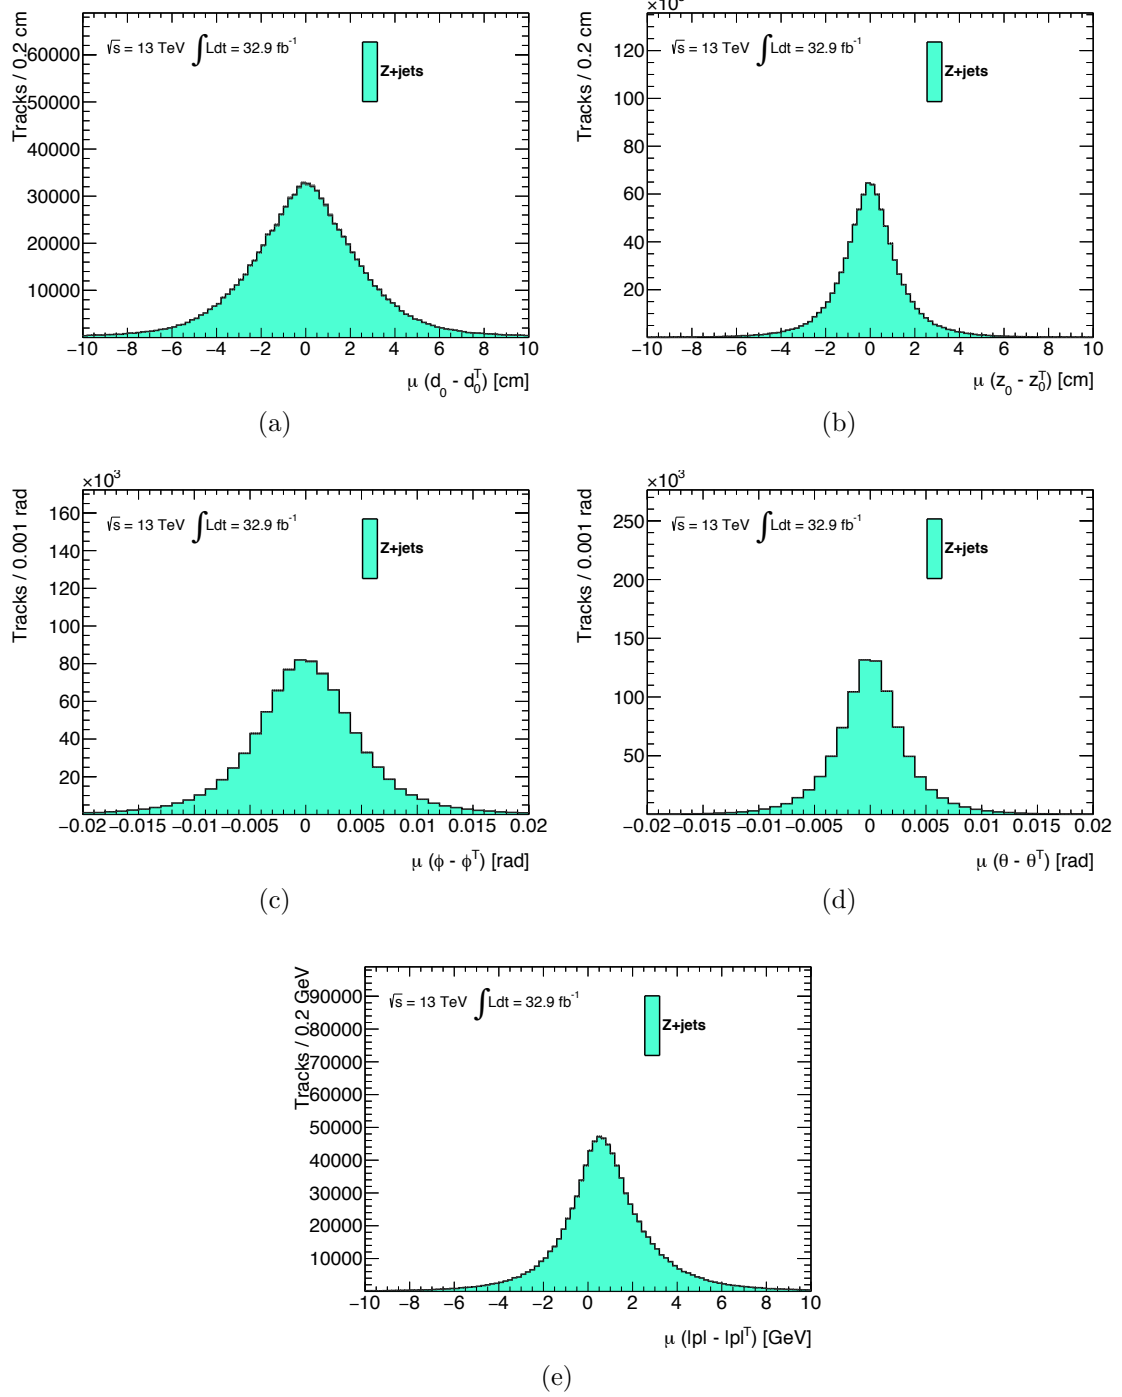 Tracks / 0.2 cm
√s = 13 TeV ∫Ldt = 32.9 fb⁻¹
Z+jets
60000
50000
40000
30000
20000
10000
−10 −8 −6 −4 −2 0 2 4 6 8 10
μ (d₀ - d₀ᵀ) [cm]
(a)
Tracks / 0.2 cm
√s = 13 TeV ∫Ldt = 32.9 fb⁻¹
Z+jets
120
100
80
60
40
20
−10 −8 −6 −4 −2 0 2 4 6 8 10
μ (z₀ - z₀ᵀ) [cm]
(b)
×10³
Tracks / 0.001 rad
√s = 13 TeV ∫Ldt = 32.9 fb⁻¹
Z+jets
160
140
120
100
80
60
40
20
−0.02 −0.015 −0.01 −0.005 0 0.005 0.01 0.015 0.02
μ (ϕ - ϕᵀ) [rad]
(c)
×10³
Tracks / 0.001 rad
√s = 13 TeV ∫Ldt = 32.9 fb⁻¹
Z+jets
250
200
150
100
50
−0.02 −0.015 −0.01 −0.005 0 0.005 0.01 0.015 0.02
μ (θ - θᵀ) [rad]
(d)
Tracks / 0.2 GeV
√s = 13 TeV ∫Ldt = 32.9 fb⁻¹
Z+jets
90000
80000
70000
60000
50000
40000
30000
20000
10000
−10 −8 −6 −4 −2 0 2 4 6 8 10
μ (|p| - |p|ᵀ) [GeV]
(e)